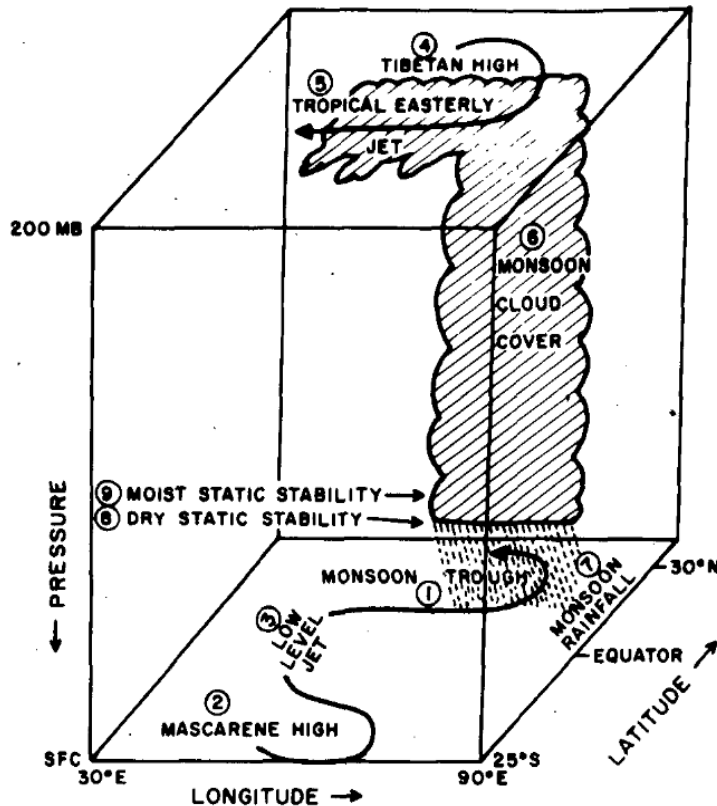 ④
TIBETAN HIGH
⑤
TROPICAL EASTERLY
JET
200 MB
⑥
MONSOON
CLOUD
COVER
⑨ MOIST STATIC STABILITY →
⑧ DRY STATIC STABILITY →
← PRESSURE
MONSOON TROUGH
①
⑦
MONSOON
RAINFALL
30°N
③
LOW
LEVEL
JET
EQUATOR
②
MASCARENE HIGH
LATITUDE →
SFC
30°E
90°E
25°S
LONGITUDE →